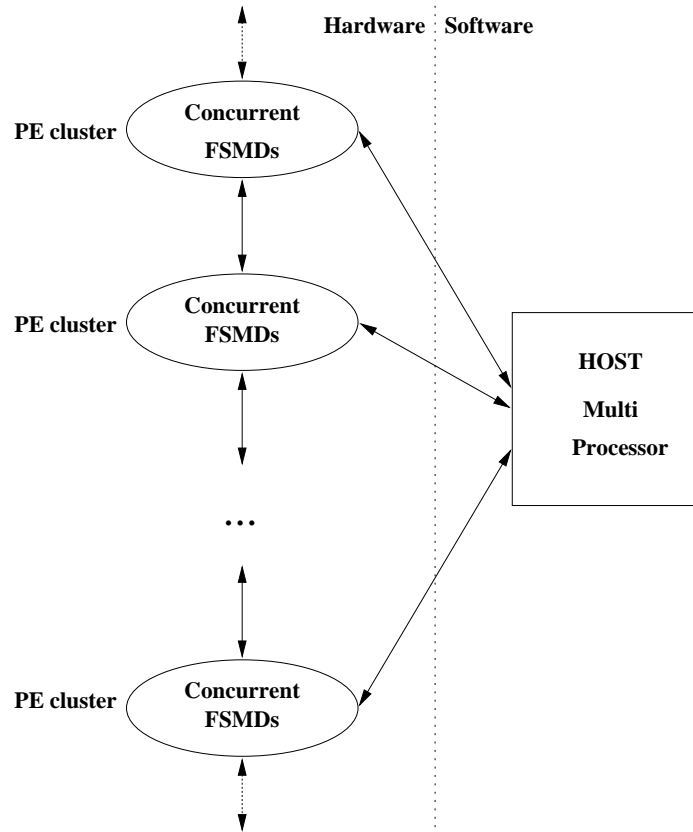 Hardware Software
PE cluster
Concurrent
FSMDs
PE cluster
Concurrent
FSMDs
HOST
Multi
Processor
...
PE cluster
Concurrent
FSMDs